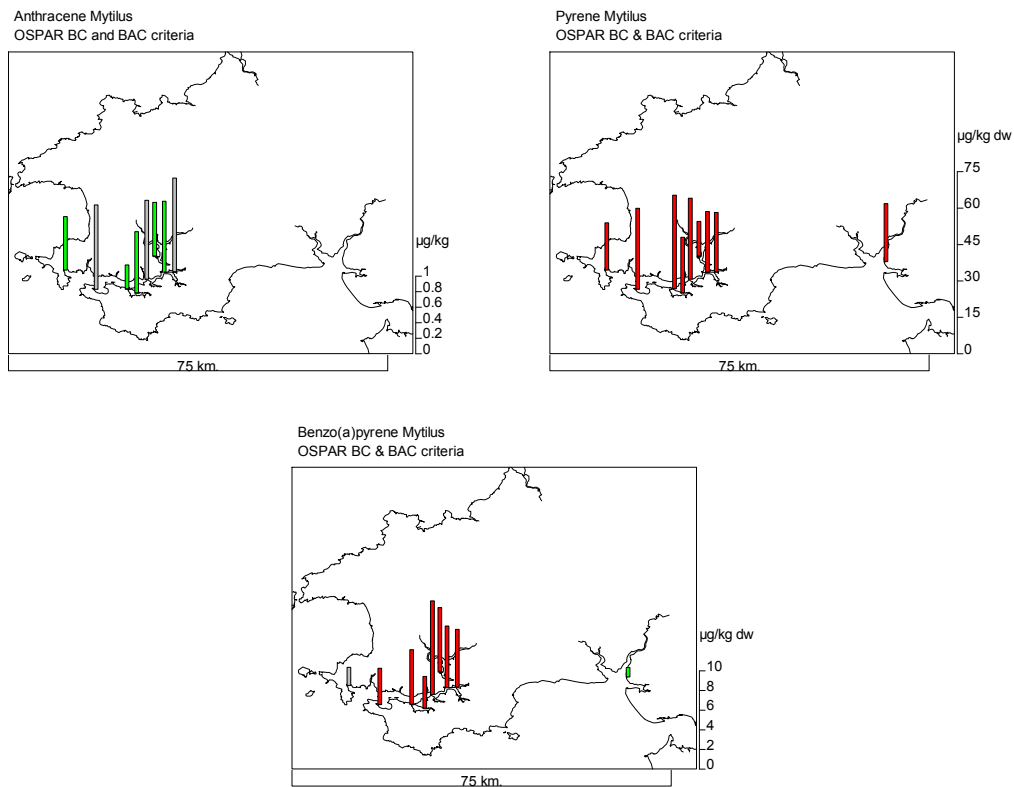 Anthracene Mytilus
OSPAR BC and BAC criteria
µg/kg
1
0.8
0.6
0.4
0.2
0
75 km.
Pyrene Mytilus
OSPAR BC & BAC criteria
µg/kg dw
75
60
45
30
15
0
75 km.
Benzo(a)pyrene Mytilus
OSPAR BC & BAC criteria
µg/kg dw
10
8
6
4
2
0
75 km.